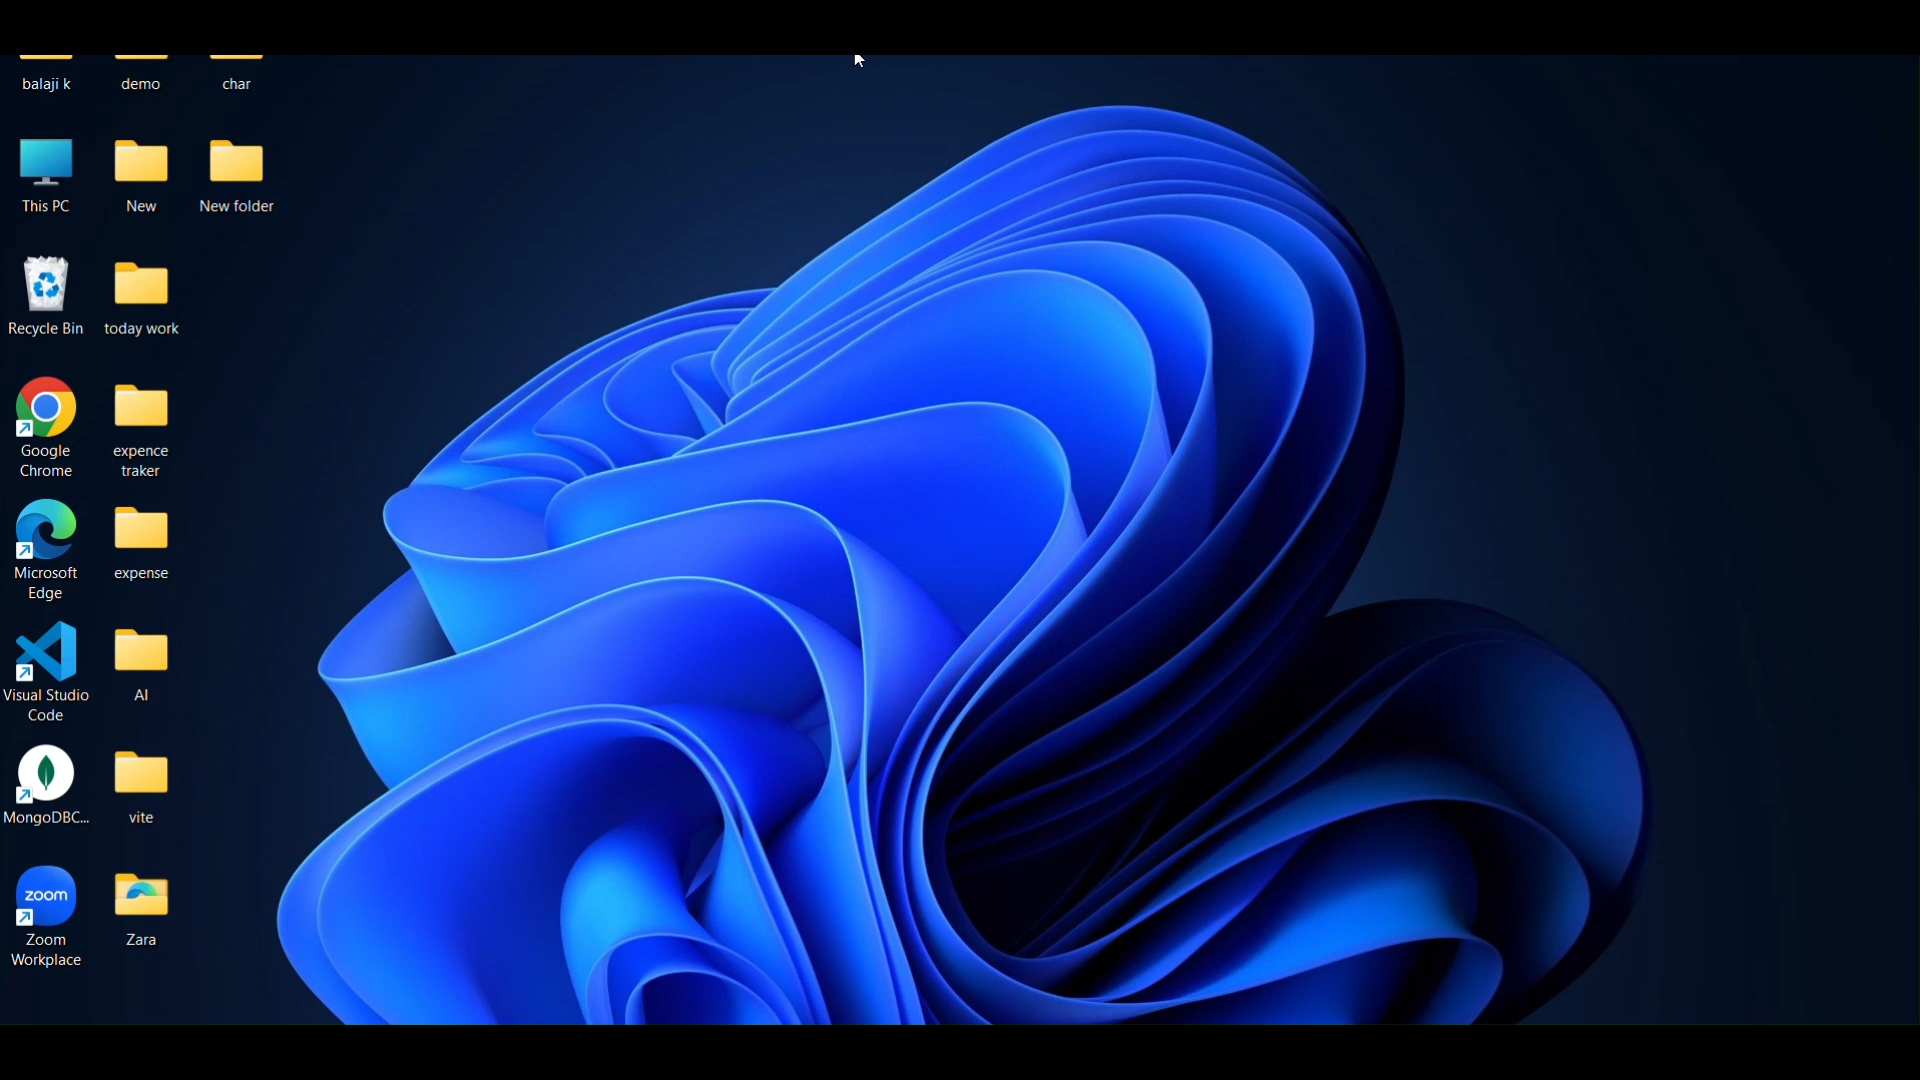 balaji k
demo
char
This PC
New
New folder
Recycle Bin
today work
Google
Chrome
expence
traker
Microsoft
Edge
expense
Visual Studio
Code
AI
MongoDBC...
vite
zoom
Zoom
Workplace
Zara